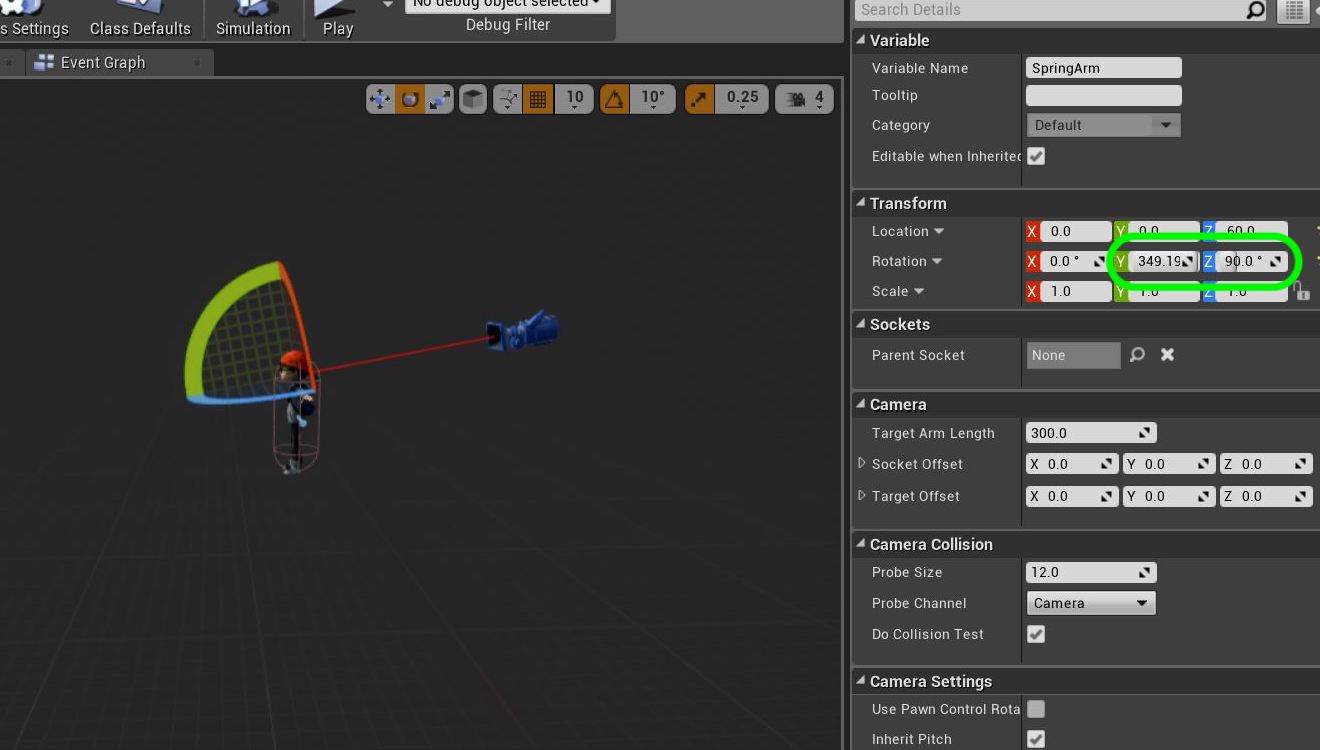 No debug object selected
s Settings Class Defaults Simulation Play Debug Filter
Search Details
Event Graph
10 10° 0.25 4
Variable
Variable Name SpringArm
Tooltip
Category Default
Editable when Inherited
Transform
Location X 0.0 Y 0.0 Z 60.0
Rotation X 0.0 ° Y 349.19 Z 90.0 °
Scale X 1.0 Y 1.0 Z 1.0
Sockets
Parent Socket None
Camera
Target Arm Length 300.0
Socket Offset X 0.0 Y 0.0 Z 0.0
Target Offset X 0.0 Y 0.0 Z 0.0
Camera Collision
Probe Size 12.0
Probe Channel Camera
Do Collision Test
Camera Settings
Use Pawn Control Rota
Inherit Pitch